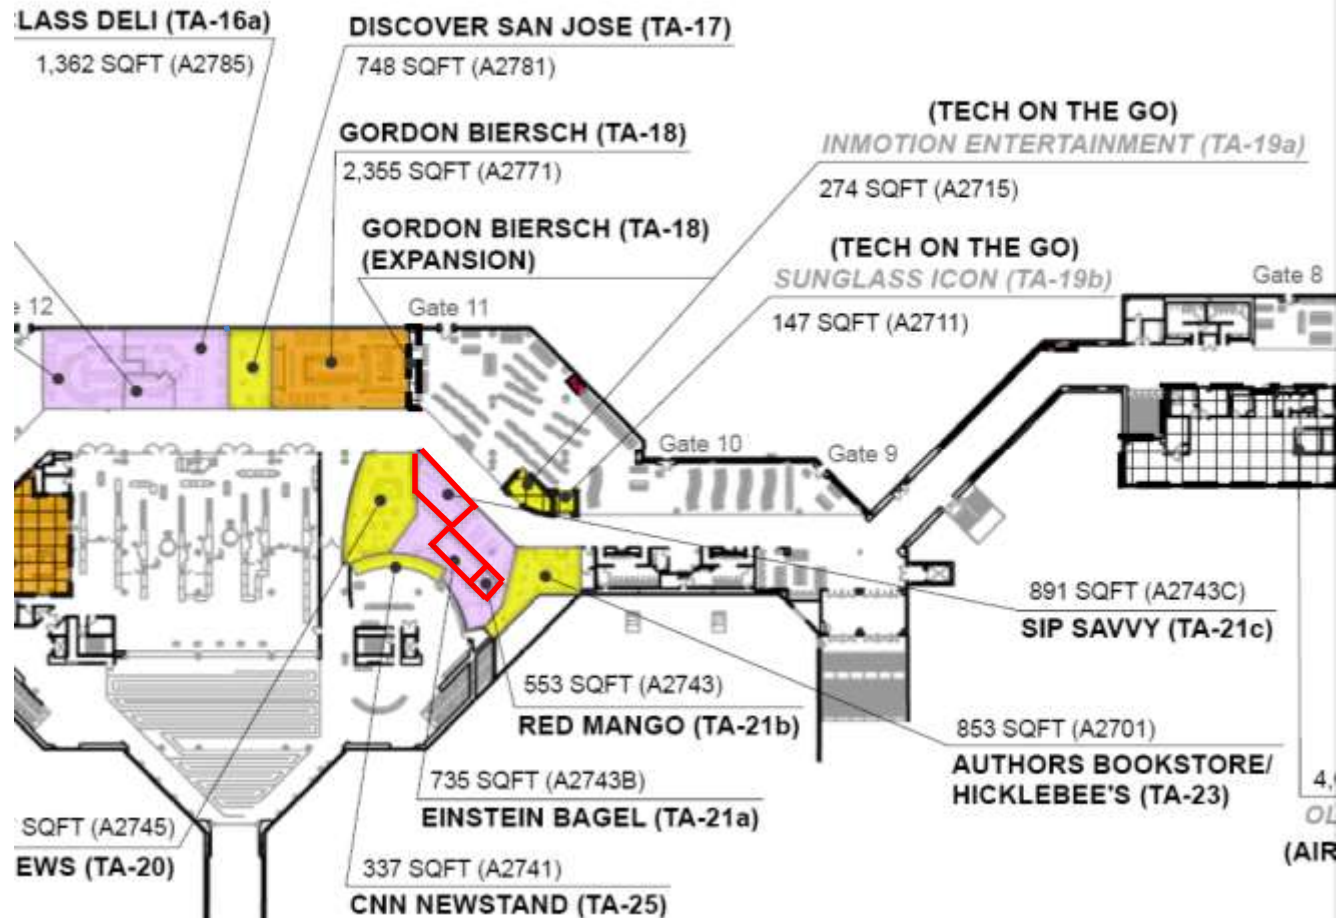 LASS DELI (TA-16a)
1,362 SQFT (A2785)
DISCOVER SAN JOSE (TA-17)
748 SQFT (A2781)
GORDON BIERSCH (TA-18)
2,355 SQFT (A2771)
GORDON BIERSCH (TA-18)
(EXPANSION)
(TECH ON THE GO)
INMOTION ENTERTAINMENT (TA-19a)
274 SQFT (A2715)
(TECH ON THE GO)
SUNGLASS ICON (TA-19b)
147 SQFT (A2711)
Gate 8
e 12
Gate 11
Gate 10
Gate 9
891 SQFT (A2743C)
SIP SAVVY (TA-21c)
553 SQFT (A2743)
RED MANGO (TA-21b)
853 SQFT (A2701)
AUTHORS BOOKSTORE/
HICKLEBEE'S (TA-23)
735 SQFT (A2743B)
EINSTEIN BAGEL (TA-21a)
SQFT (A2745)
EWS (TA-20)
337 SQFT (A2741)
CNN NEWSTAND (TA-25)
4,
OL
(AIR